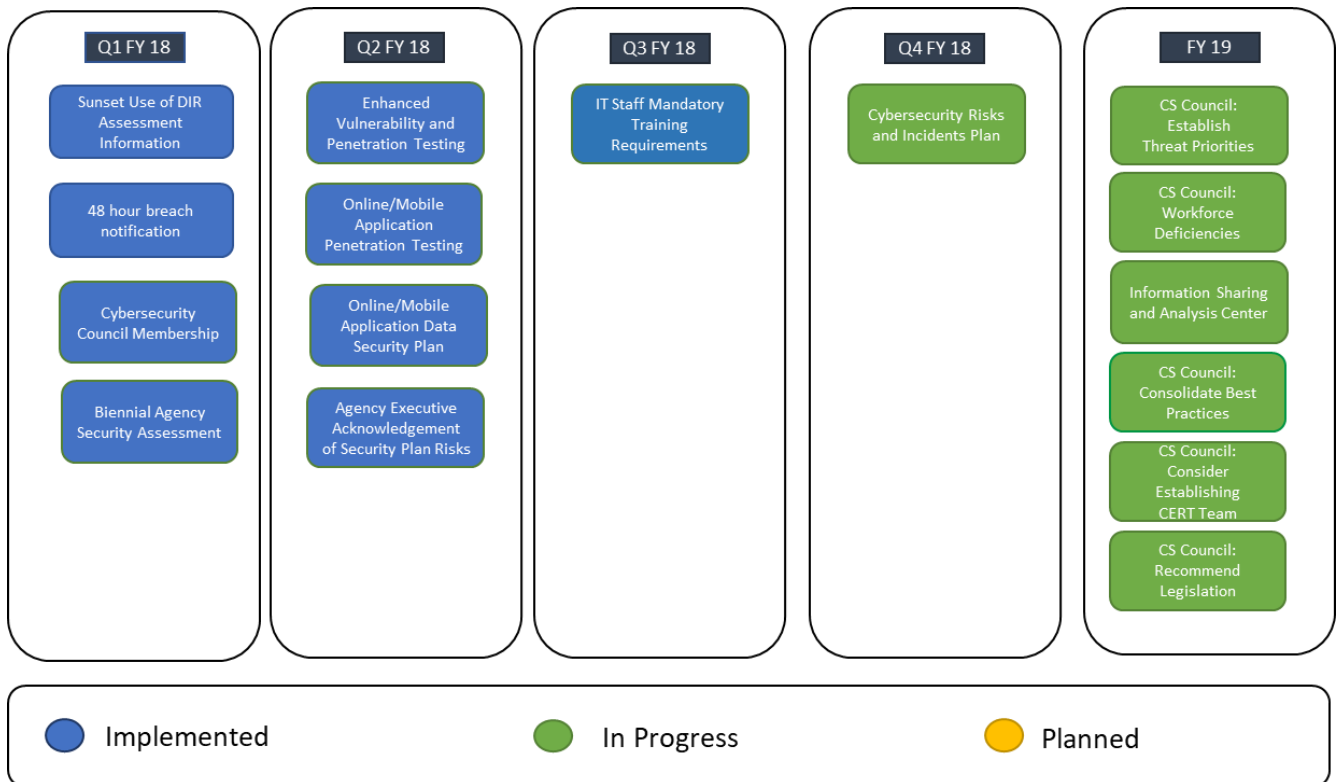 Q1 FY 18
Sunset Use of DIR
Assessment
Information
48 hour breach
notification
Cybersecurity
Council Membership
Biennial Agency
Security Assessment
Q2 FY 18
Enhanced
Vulnerability and
Penetration Testing
Online/Mobile
Application
Penetration Testing
Online/Mobile
Application Data
Security Plan
Agency Executive
Acknowledgement
of Security Plan Risks
Q3 FY 18
IT Staff Mandatory
Training
Requirements
Q4 FY 18
Cybersecurity Risks
and Incidents Plan
FY 19
CS Council:
Establish
Threat Priorities
CS Council:
Workforce
Deficiencies
Information Sharing
and Analysis Center
CS Council:
Consolidate Best
Practices
CS Council:
Consider
Establishing
CERT Team
CS Council:
Recommend
Legislation
Implemented
In Progress
Planned